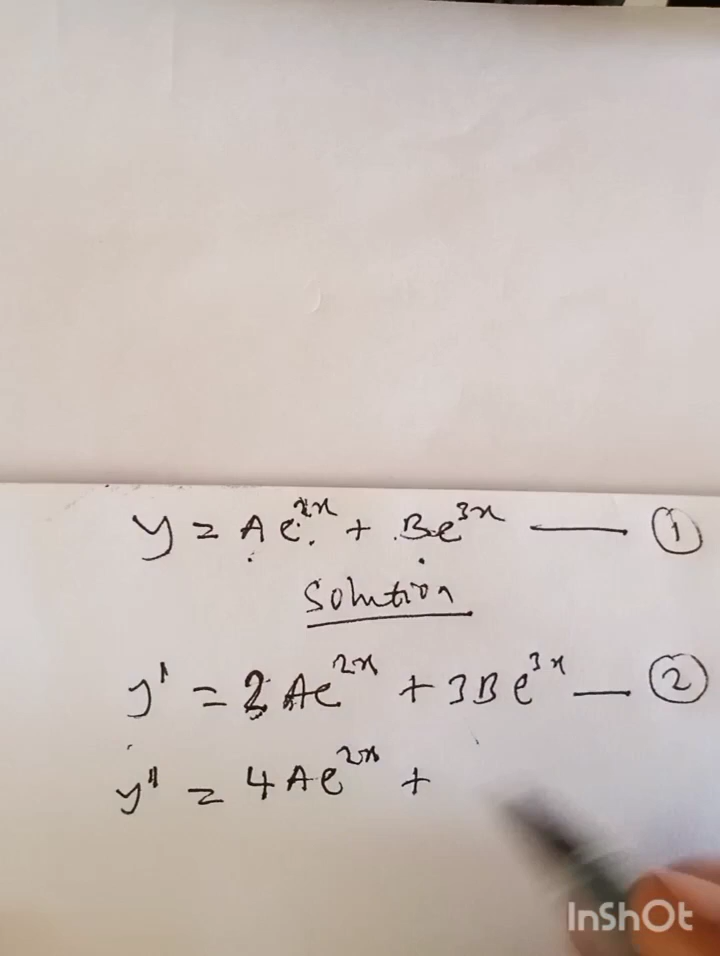 y = Ae^2x + Be^3x — ①
Solution
y' = 2Ae^2x + 3Be^3x — ②
y'' = 4Ae^2x +
InShOt